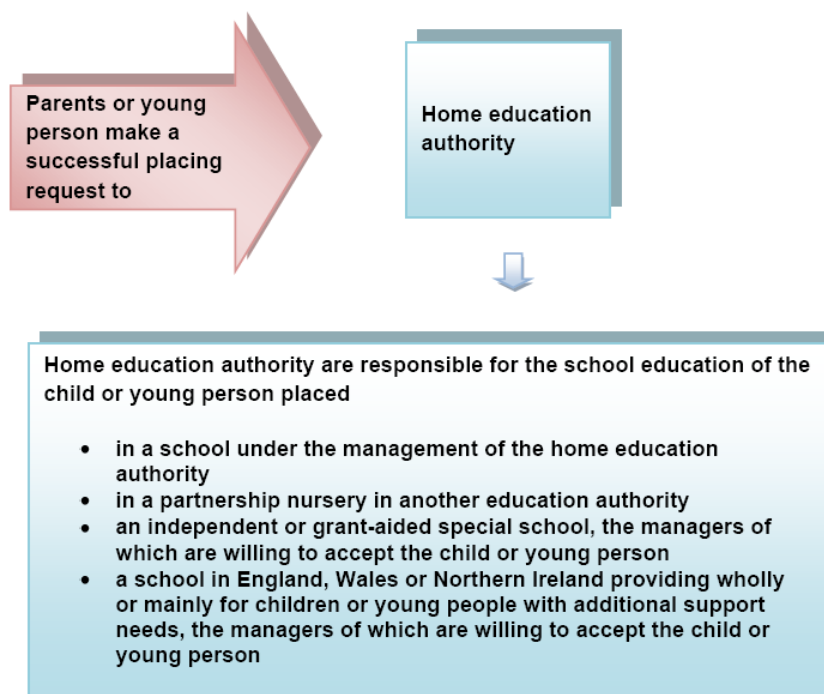 Parents or young
person make a
successful placing
request to
Home education
authority
Home education authority are responsible for the school education of the
child or young person placed
• in a school under the management of the home education
authority
• in a partnership nursery in another education authority
• an independent or grant-aided special school, the managers of
which are willing to accept the child or young person
• a school in England, Wales or Northern Ireland providing wholly
or mainly for children or young people with additional support
needs, the managers of which are willing to accept the child or
young person